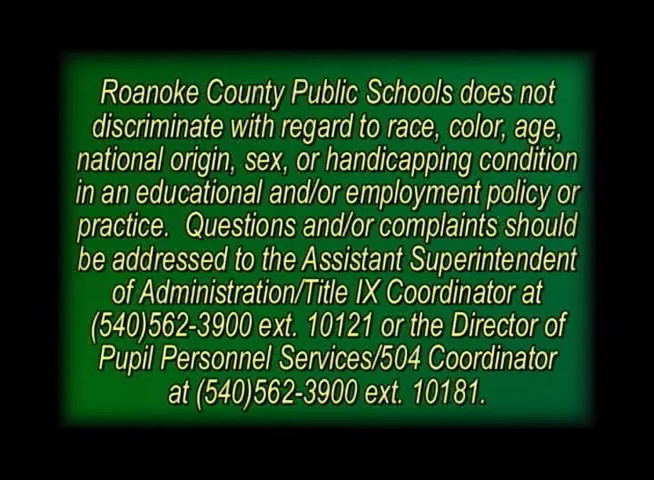 Roanoke County Public Schools does not
discriminate with regard to race, color, age,
national origin, sex, or handicapping condition
in an educational and/or employment policy or
practice.  Questions and/or complaints should
be addressed to the Assistant Superintendent
of Administration/Title IX Coordinator at
(540)562-3900 ext. 10121 or the Director of
Pupil Personnel Services/504 Coordinator
at (540)562-3900 ext. 10181.